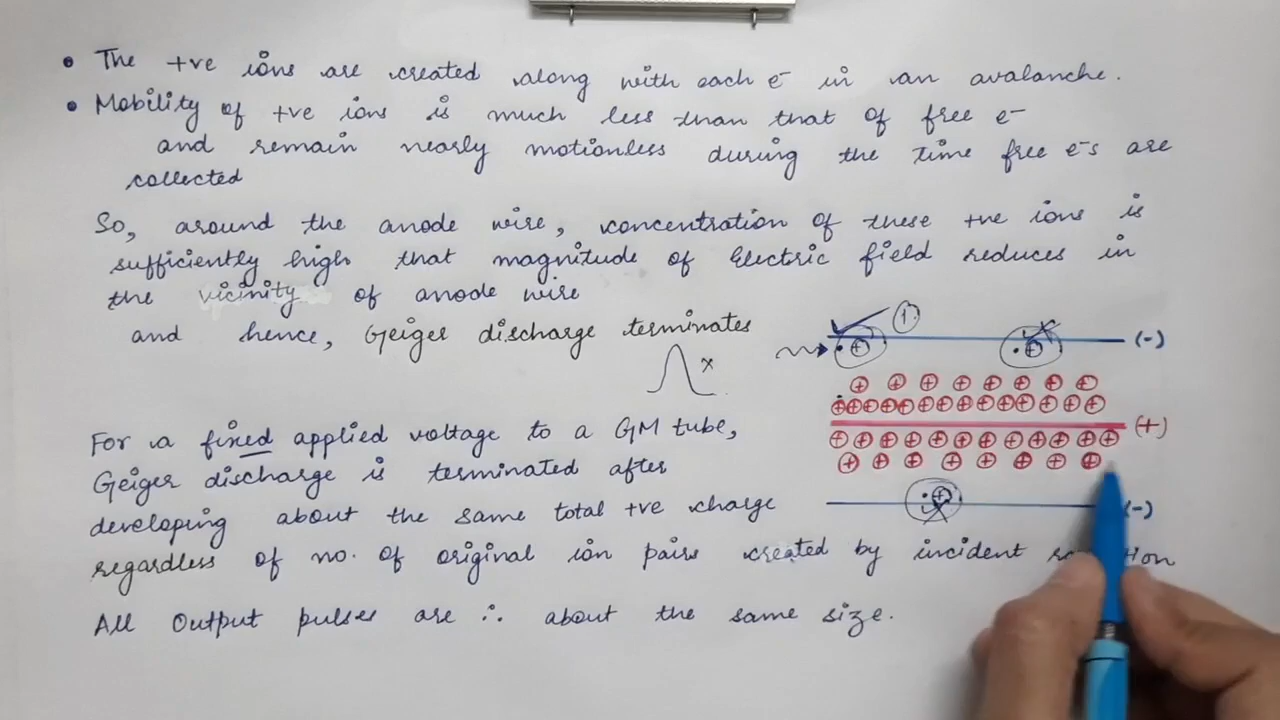 • The +ve ions are created along with each e⁻ in an avalanche.
• Mobility of +ve ions is much less than that of free e⁻
and remain nearly motionless during the time free e⁻s are
collected
So, around the anode wire, concentration of these +ve ions is
sufficiently high that magnitude of Electric field reduces in
the vicinity of anode wire
and hence, Geiger discharge terminates
1.
(-)
x
+ + + + + + + +
+ + + + + + + + + + + + + +
For a fixed applied voltage to a GM tube,
(+)
+ + + + + + + + + + + +
Geiger discharge is terminated after
+ + + + + + + +
developing about the same total +ve charge
(-)
regardless of no. of original ion pairs created by incident
All Output pulses are ∴ about the same size.